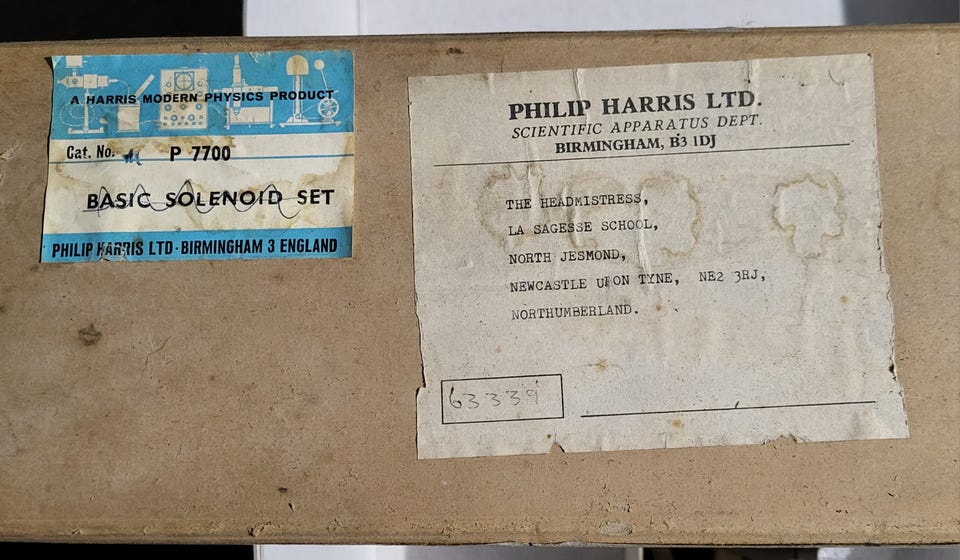 A HARRIS MODERN PHYSICS PRODUCT
Cat. No. P 7700
BASIC SOLENOID SET
PHILIP HARRIS LTD · BIRMINGHAM 3 ENGLAND
PHILIP HARRIS LTD.
SCIENTIFIC APPARATUS DEPT.
BIRMINGHAM, B3 1DJ
THE HEADMISTRESS,
LA SAGESSE SCHOOL,
NORTH JESMOND,
NEWCASTLE UPON TYNE, NE2 3RJ,
NORTHUMBERLAND.
63339